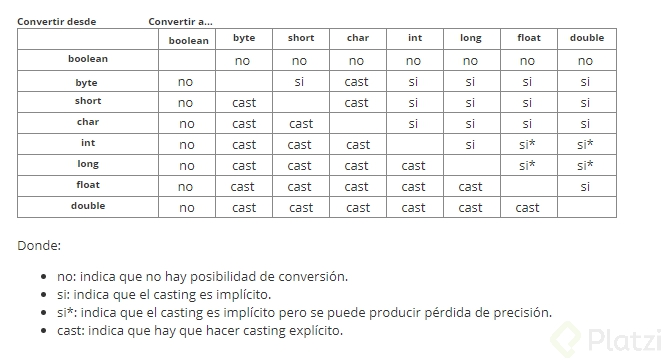 Convertir desde Convertir a...
boolean byte short char int long float double
boolean no no no no no no no
byte no si cast si si si si
short no cast cast si si si si
char no cast cast si si si si
int no cast cast cast si si* si*
long no cast cast cast cast si* si*
float no cast cast cast cast cast si
double no cast cast cast cast cast cast
Donde:
• no: indica que no hay posibilidad de conversión.
• si: indica que el casting es implícito.
• si*: indica que el casting es implícito pero se puede producir pérdida de precisión.
• cast: indica que hay que hacer casting explícito.
Platzi